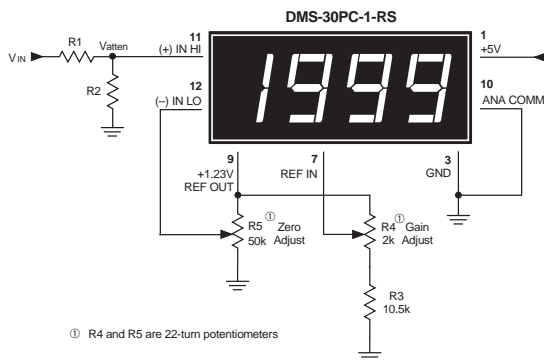 DMS-30PC-1-RS
11
(+) IN HI
12
(–) IN LO
1
+5V
10
ANA COMM
9
+1.23V
REF OUT
7
REF IN
3
GND
1999
VIN
R1
Vatten
R2
R5
50k
① Zero
Adjust
R4
2k
① Gain
Adjust
R3
10.5k
① R4 and R5 are 22-turn potentiometers